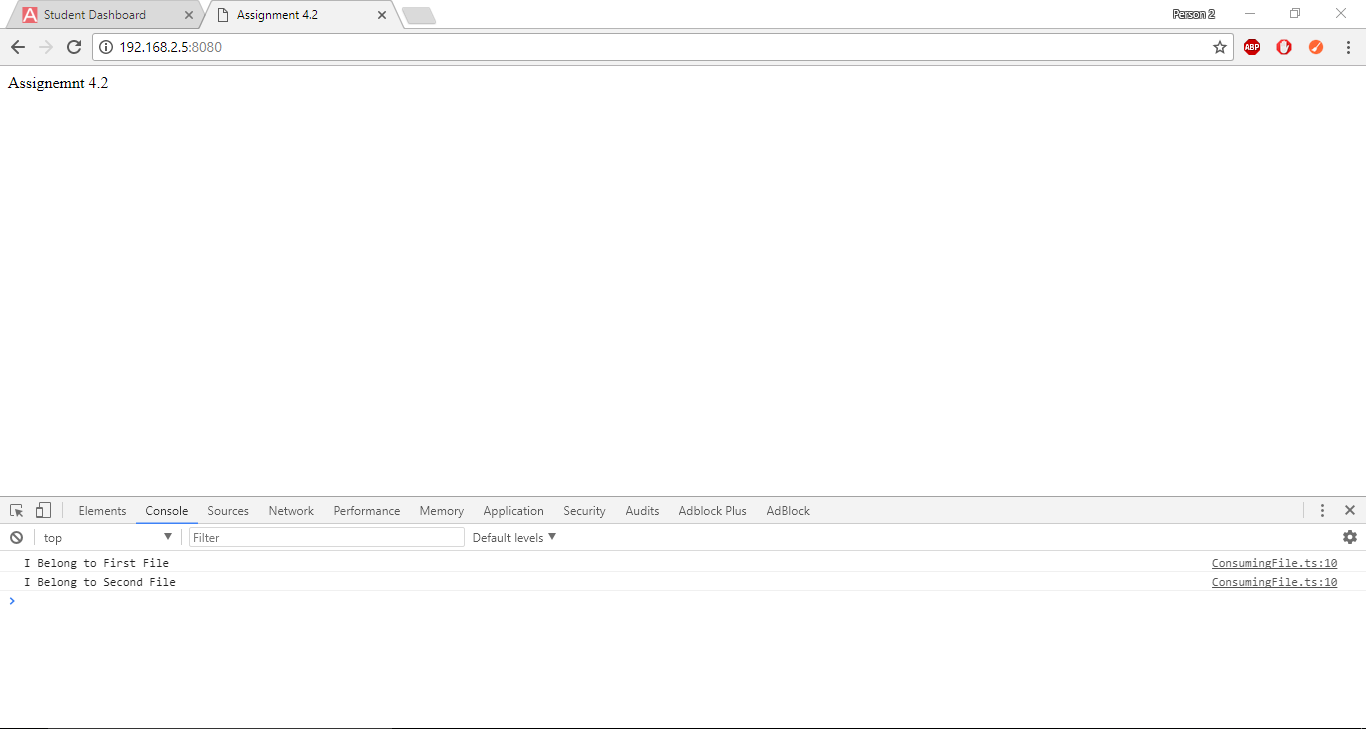 Student Dashboard
Assignment 4.2
Person 2
192.168.2.5:8080
ABP
Assignemnt 4.2
Elements Console Sources Network Performance Memory Application Security Audits Adblock Plus AdBlock
top Filter Default levels
I Belong to First File ConsumingFile.ts:10
I Belong to Second File ConsumingFile.ts:10